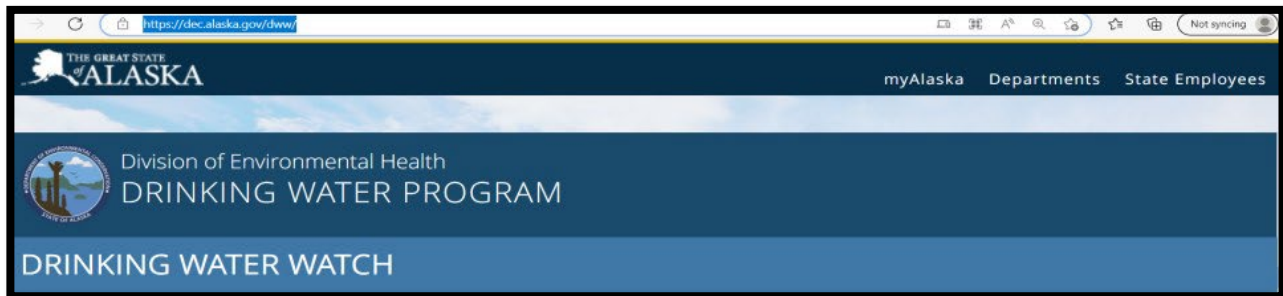 https://dec.alaska.gov/dww/
Not syncing
THE GREAT STATE
of ALASKA
myAlaska Departments State Employees
Division of Environmental Health
DRINKING WATER PROGRAM
DRINKING WATER WATCH